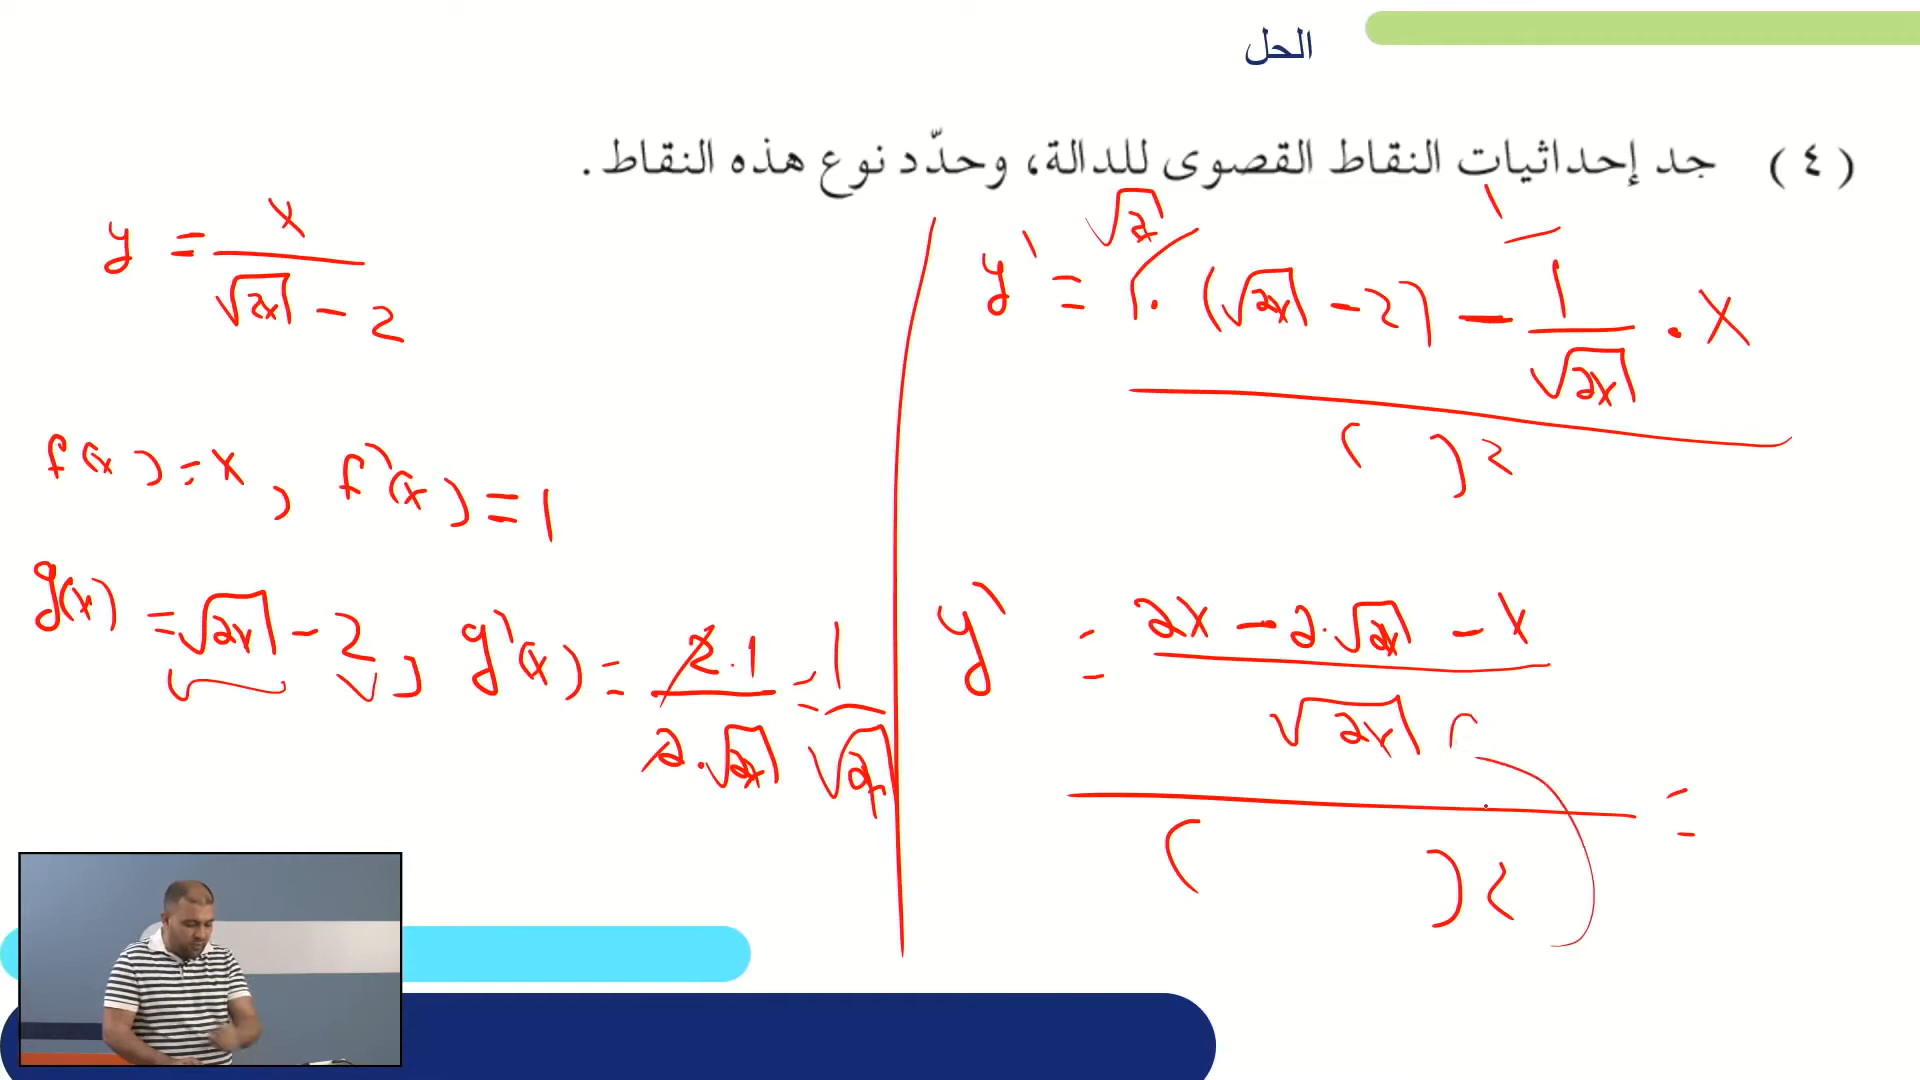 الحل
(٤) جد إحداثيات النقاط القصوى للدالة، وحدّد نوع هذه النقاط.
y = x / (√2x - 2)
f(x) = x, f'(x) = 1
g(x) = √2x - 2, g'(x) = 2·1 / 2·√2x = 1 / √2x
y' = (1·(√2x - 2) - 1/√2x · x) / ( )2
y' = ((2x - 2·√2x - x) / √2x) / ( )2 =